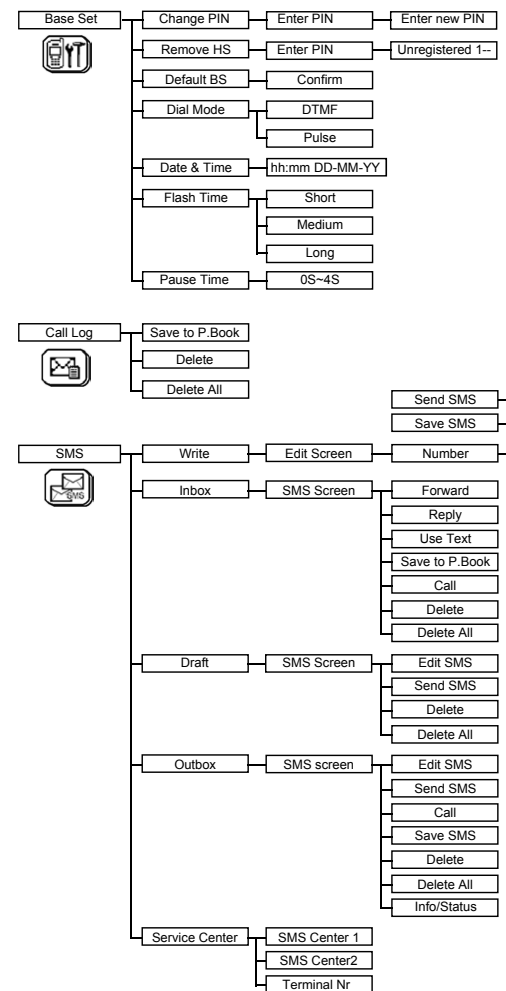 Base Set Change PIN Enter PIN Enter new PIN
Remove HS Enter PIN Unregistered 1--
Default BS Confirm
Dial Mode DTMF
Pulse
Date & Time hh:mm DD-MM-YY
Flash Time Short
Medium
Long
Pause Time 0S~4S
Call Log Save to P.Book
Delete
Delete All
Send SMS
Save SMS
SMS Write Edit Screen Number
SMS
Inbox SMS Screen Forward
Reply
Use Text
Save to P.Book
Call
Delete
Delete All
Draft SMS Screen Edit SMS
Send SMS
Delete
Delete All
Outbox SMS screen Edit SMS
Send SMS
Call
Save SMS
Delete
Delete All
Info/Status
Service Center SMS Center 1
SMS Center2
Terminal Nr